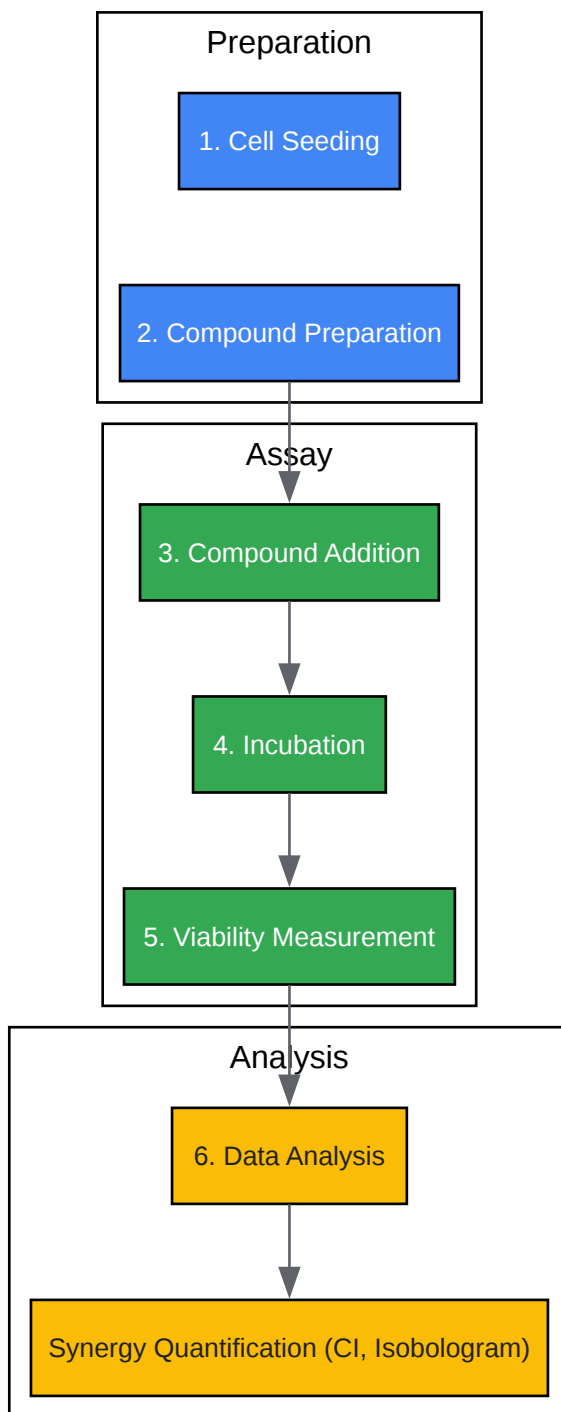 Preparation
1. Cell Seeding
2. Compound Preparation
Assay
3. Compound Addition
4. Incubation
5. Viability Measurement
Analysis
6. Data Analysis
Synergy Quantification (CI, Isobologram)